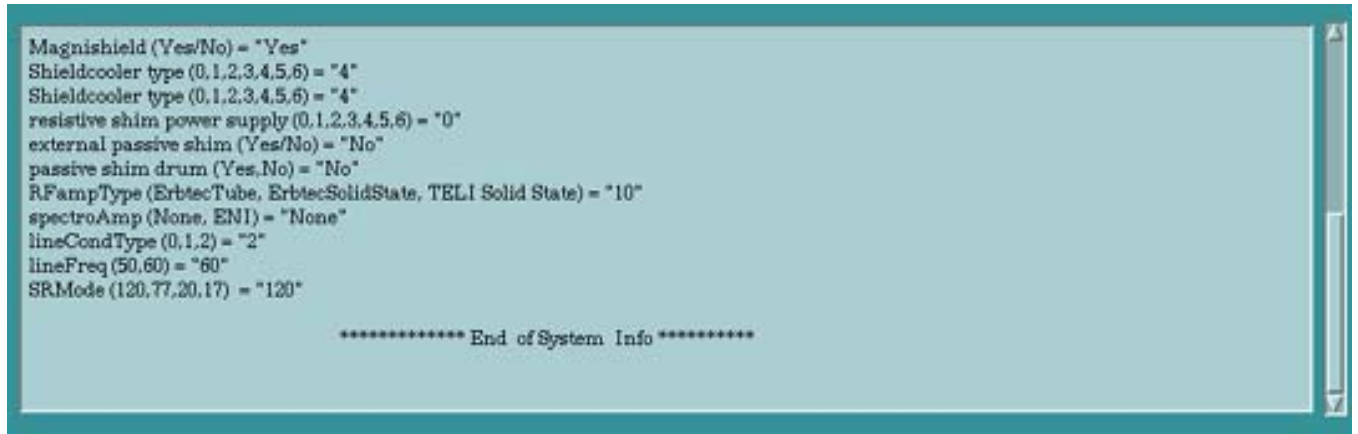 Magnishield (Yes/No) = "Yes"
Shieldcooler type (0,1,2,3,4,5,6) = "4"
Shieldcooler type (0,1,2,3,4,5,6) = "4"
resistive shim power supply (0,1,2,3,4,5,6) = "0"
external passive shim (Yes/No) = "No"
passive shim drum (Yes,No) = "No"
RFampType (ErbtecTube, ErbtecSolidState, TELI Solid State) = "10"
spectroAmp (None, ENI) = "None"
lineCondType (0,1,2) = "2"
lineFreq (50,60) = "60"
SRMode (120,77,20,17) = "120"
************* End of System Info **********